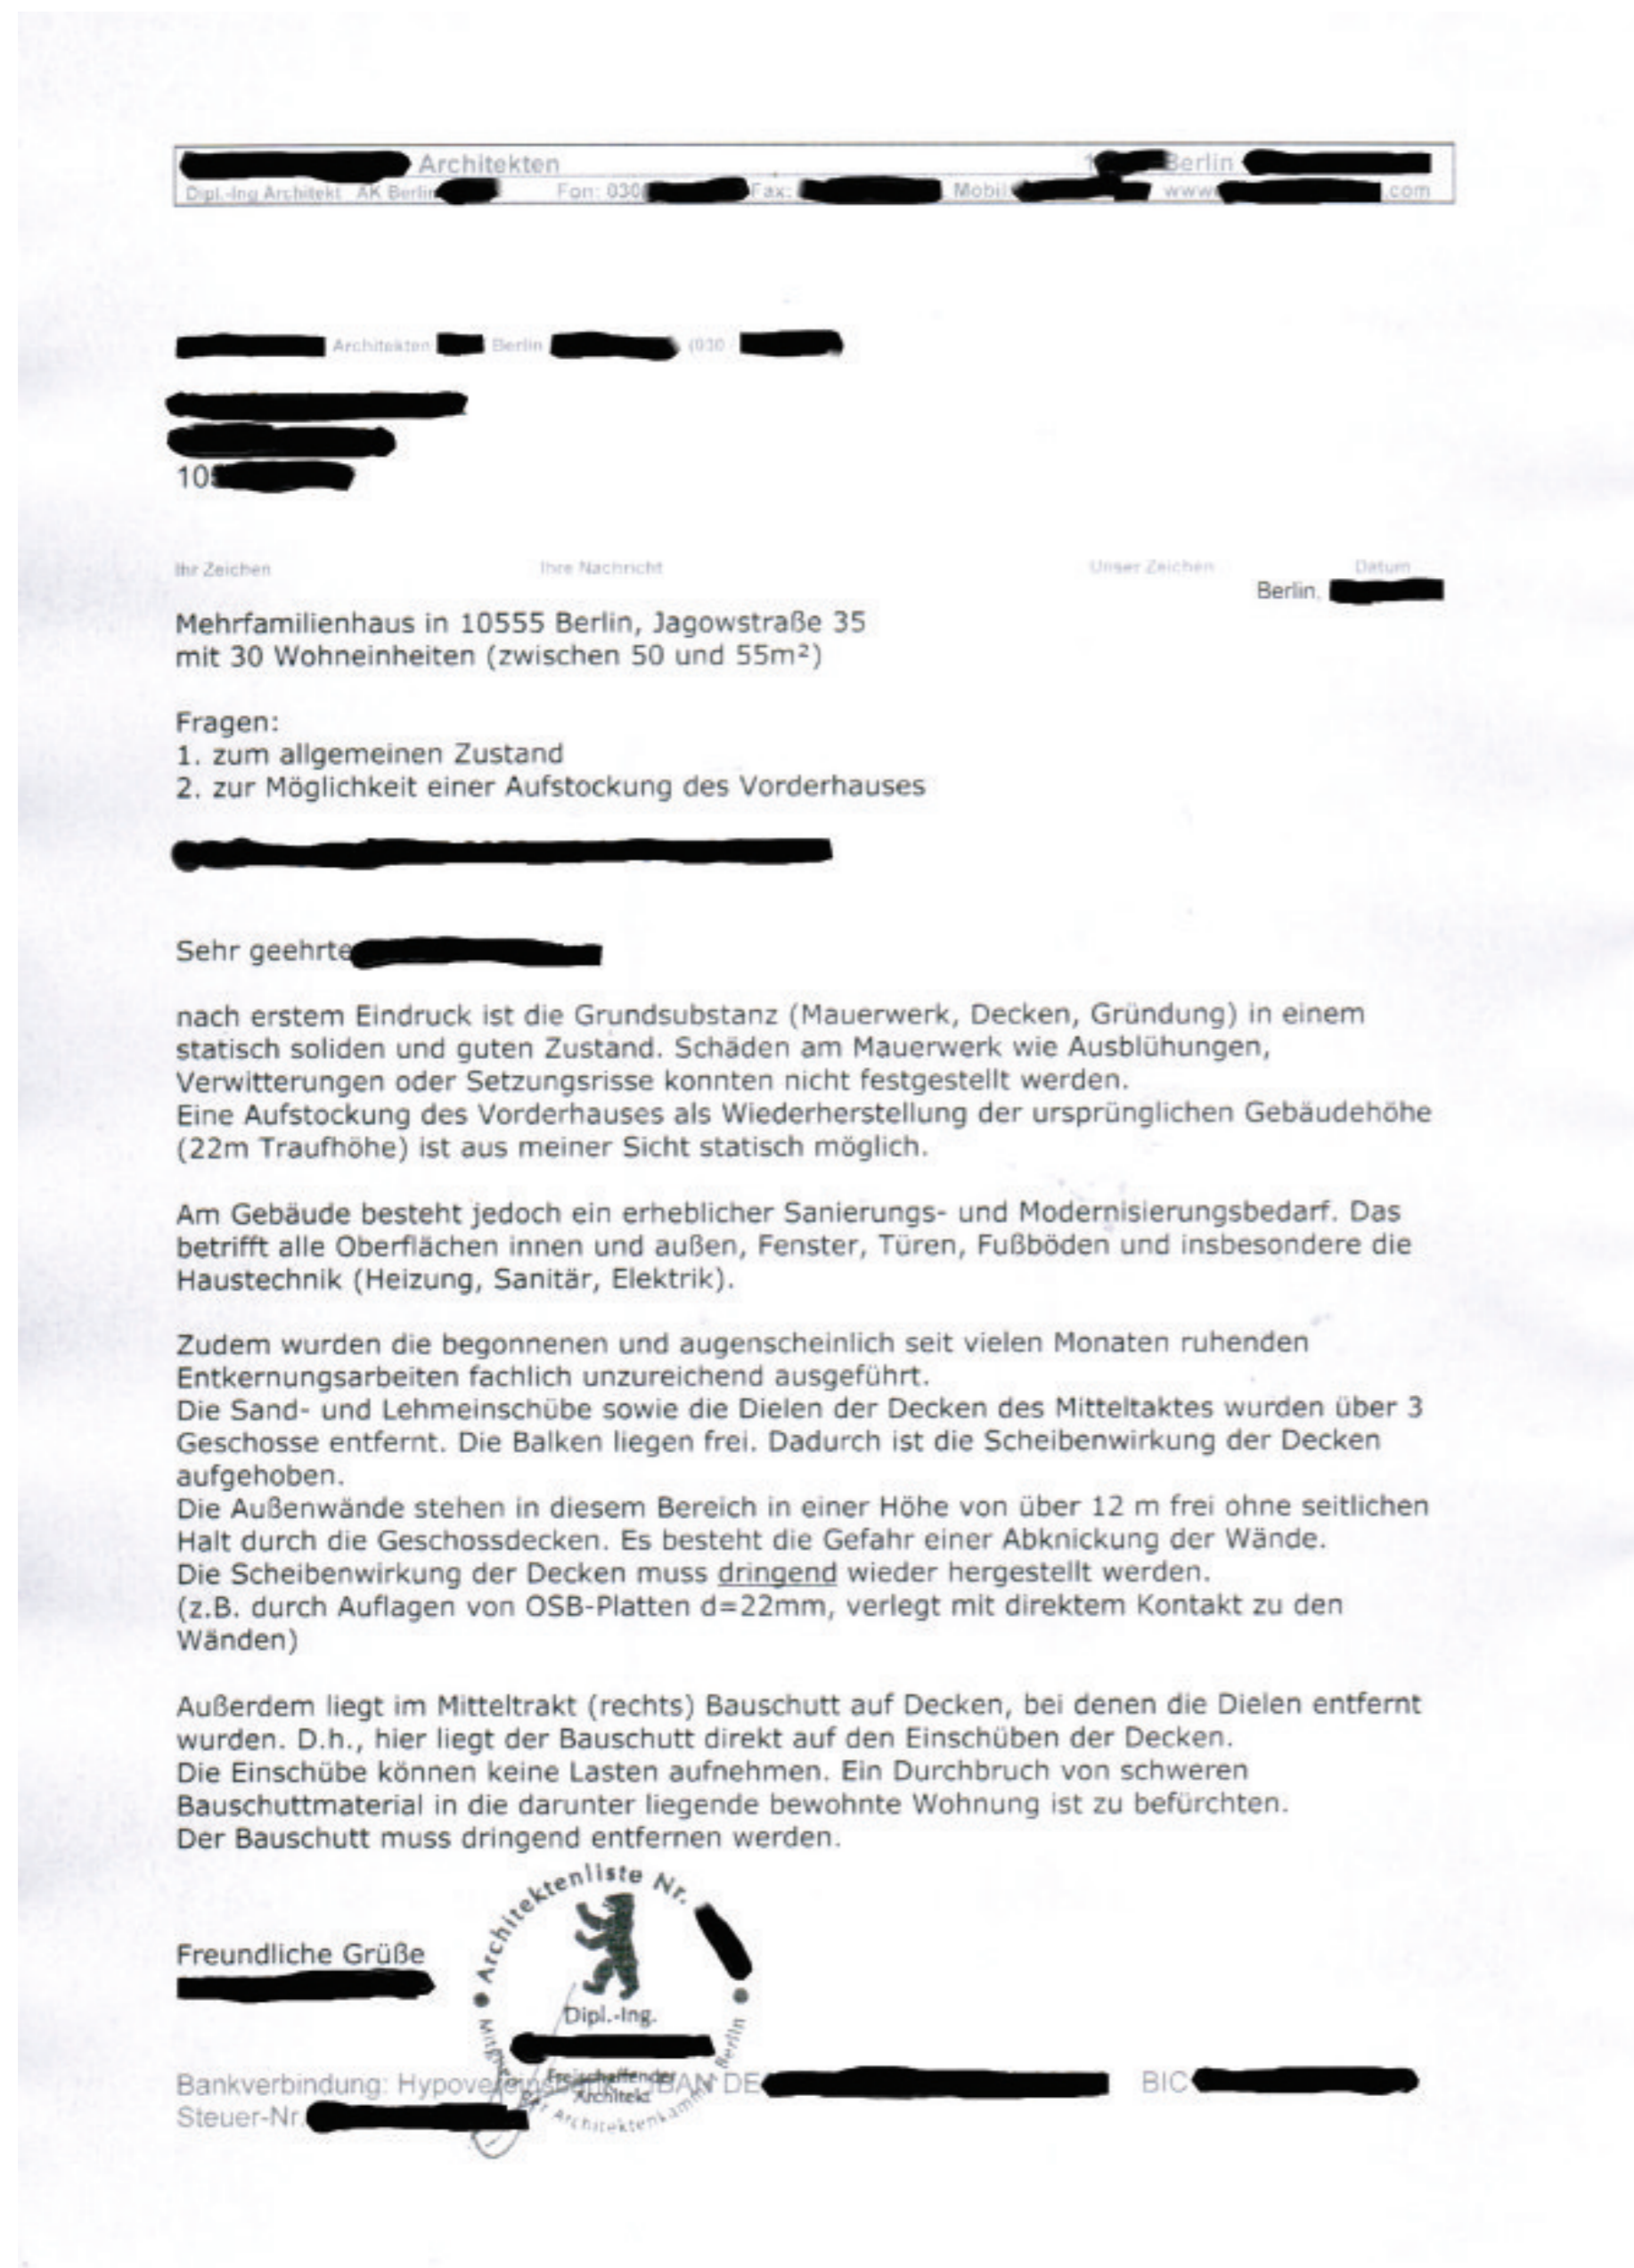 Architekten Berlin
Dipl.-Ing Architekt AK Berlin Fon: 030 Fax: Mobil www .com
Architekten Berlin (030
10
Ihr Zeichen Ihre Nachricht Unser Zeichen Datum
Berlin,
Mehrfamilienhaus in 10555 Berlin, Jagowstraße 35
mit 30 Wohneinheiten (zwischen 50 und 55m²)
Fragen:
1. zum allgemeinen Zustand
2. zur Möglichkeit einer Aufstockung des Vorderhauses
Sehr geehrte
nach erstem Eindruck ist die Grundsubstanz (Mauerwerk, Decken, Gründung) in einem
statisch soliden und guten Zustand. Schäden am Mauerwerk wie Ausblühungen,
Verwitterungen oder Setzungsrisse konnten nicht festgestellt werden.
Eine Aufstockung des Vorderhauses als Wiederherstellung der ursprünglichen Gebäudehöhe
(22m Traufhöhe) ist aus meiner Sicht statisch möglich.
Am Gebäude besteht jedoch ein erheblicher Sanierungs- und Modernisierungsbedarf. Das
betrifft alle Oberflächen innen und außen, Fenster, Türen, Fußböden und insbesondere die
Haustechnik (Heizung, Sanitär, Elektrik).
Zudem wurden die begonnenen und augenscheinlich seit vielen Monaten ruhenden
Entkernungsarbeiten fachlich unzureichend ausgeführt.
Die Sand- und Lehmeinschübe sowie die Dielen der Decken des Mitteltaktes wurden über 3
Geschosse entfernt. Die Balken liegen frei. Dadurch ist die Scheibenwirkung der Decken
aufgehoben.
Die Außenwände stehen in diesem Bereich in einer Höhe von über 12 m frei ohne seitlichen
Halt durch die Geschossdecken. Es besteht die Gefahr einer Abknickung der Wände.
Die Scheibenwirkung der Decken muss dringend wieder hergestellt werden.
(z.B. durch Auflagen von OSB-Platten d=22mm, verlegt mit direktem Kontakt zu den
Wänden)
Außerdem liegt im Mitteltrakt (rechts) Bauschutt auf Decken, bei denen die Dielen entfernt
wurden. D.h., hier liegt der Bauschutt direkt auf den Einschüben der Decken.
Die Einschübe können keine Lasten aufnehmen. Ein Durchbruch von schweren
Bauschuttmaterial in die darunter liegende bewohnte Wohnung ist zu befürchten.
Der Bauschutt muss dringend entfernen werden.
Freundliche Grüße
Architektenliste Nr.
Dipl.-Ing.
Freischaffender
Architekt
der Architektenkammer Berlin
Bankverbindung: Hypovereinsbank IBAN DE BIC
Steuer-Nr.